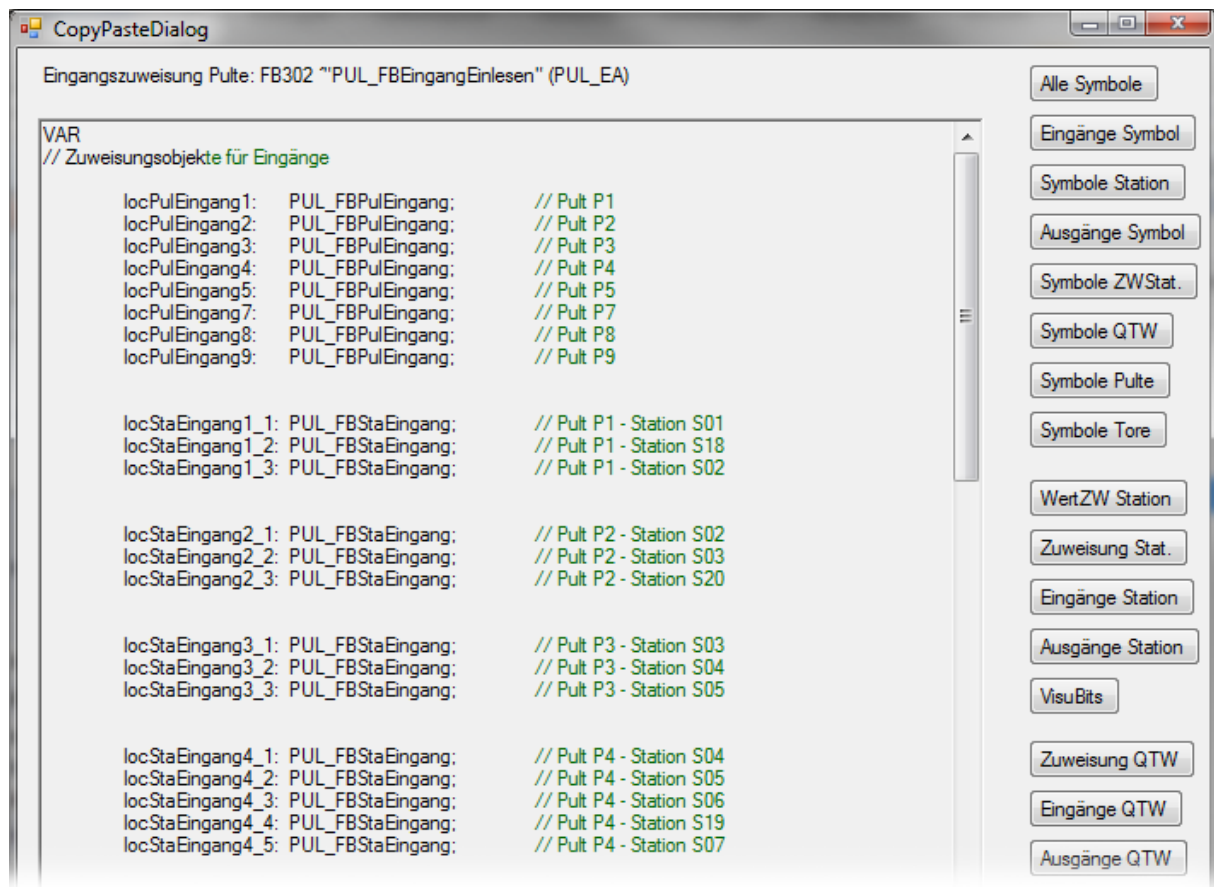 CopyPasteDialog
Eingangszuweisung Pulte: FB302 ~"PUL_FBEingangEinlesen" (PUL_EA)
VAR
// Zuweisungsobjekte für Eingänge
locPulEingang1: PUL_FBPulEingang; // Pult P1
locPulEingang2: PUL_FBPulEingang; // Pult P2
locPulEingang3: PUL_FBPulEingang; // Pult P3
locPulEingang4: PUL_FBPulEingang; // Pult P4
locPulEingang5: PUL_FBPulEingang; // Pult P5
locPulEingang7: PUL_FBPulEingang; // Pult P7
locPulEingang8: PUL_FBPulEingang; // Pult P8
locPulEingang9: PUL_FBPulEingang; // Pult P9
locStaEingang1_1: PUL_FBStaEingang; // Pult P1 - Station S01
locStaEingang1_2: PUL_FBStaEingang; // Pult P1 - Station S18
locStaEingang1_3: PUL_FBStaEingang; // Pult P1 - Station S02
locStaEingang2_1: PUL_FBStaEingang; // Pult P2 - Station S02
locStaEingang2_2: PUL_FBStaEingang; // Pult P2 - Station S03
locStaEingang2_3: PUL_FBStaEingang; // Pult P2 - Station S20
locStaEingang3_1: PUL_FBStaEingang; // Pult P3 - Station S03
locStaEingang3_2: PUL_FBStaEingang; // Pult P3 - Station S04
locStaEingang3_3: PUL_FBStaEingang; // Pult P3 - Station S05
locStaEingang4_1: PUL_FBStaEingang; // Pult P4 - Station S04
locStaEingang4_2: PUL_FBStaEingang; // Pult P4 - Station S05
locStaEingang4_3: PUL_FBStaEingang; // Pult P4 - Station S06
locStaEingang4_4: PUL_FBStaEingang; // Pult P4 - Station S19
locStaEingang4_5: PUL_FBStaEingang; // Pult P4 - Station S07
Alle Symbole
Eingänge Symbol
Symbole Station
Ausgänge Symbol
Symbole ZWStat.
Symbole QTW
Symbole Pulte
Symbole Tore
WertZW Station
Zuweisung Stat.
Eingänge Station
Ausgänge Station
VisuBits
Zuweisung QTW
Eingänge QTW
Ausgänge QTW